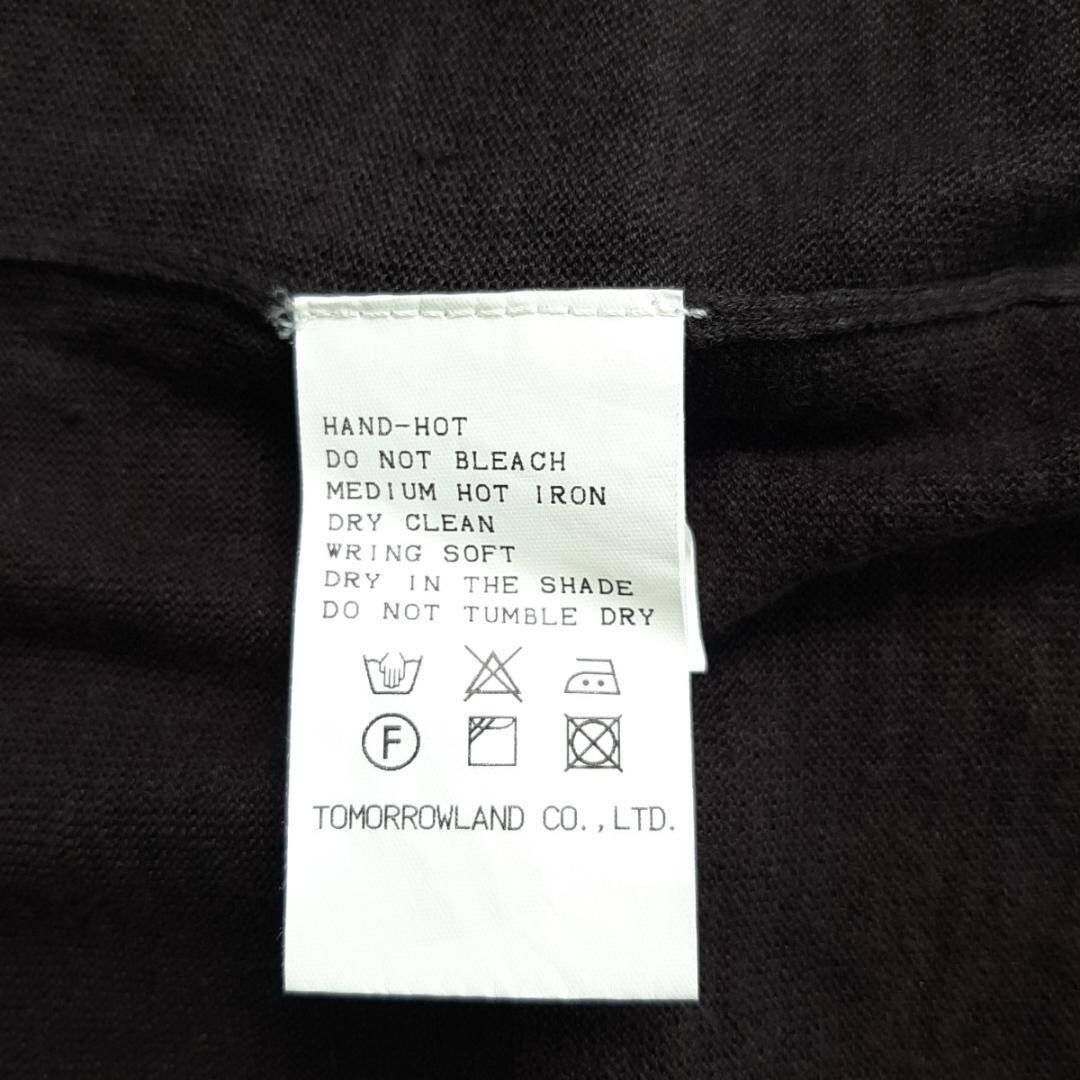 HAND-HOT
DO NOT BLEACH
MEDIUM HOT IRON
DRY CLEAN
WRING SOFT
DRY IN THE SHADE
DO NOT TUMBLE DRY
F
TOMORROWLAND CO.,LTD.